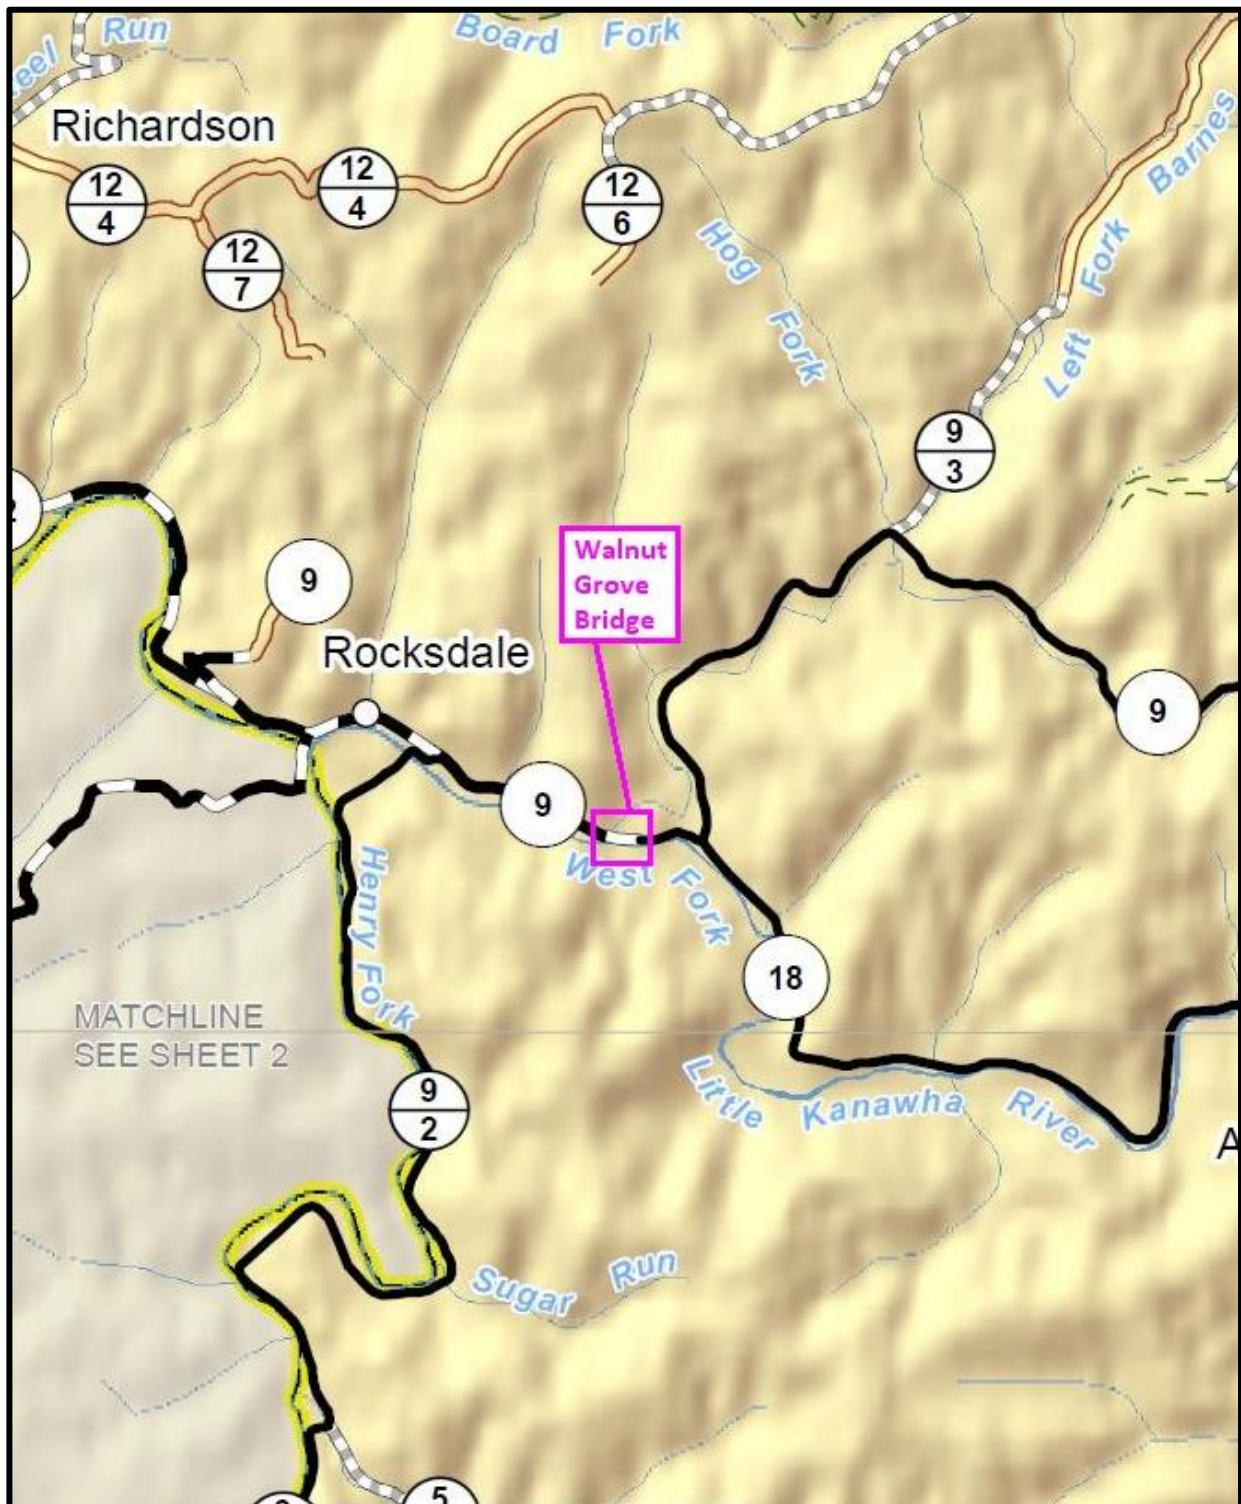 Run
Board Fork
eel
Richardson
12
4
12
4
12
6
12
7
Hog
Fork
Left Fork Barnes
9
3
2
Walnut
Grove
Bridge
9
Rocksdale
9
9
West Fork
Henry Fork
18
MATCHLINE
SEE SHEET 2
Little Kanawha River
9
2
A
Sugar Run
5